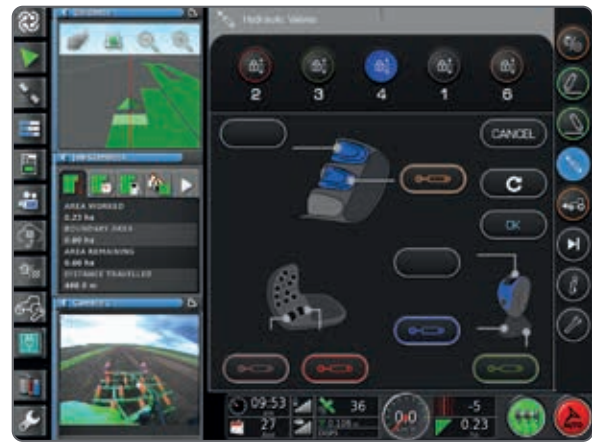 Hydraulic Valves
2 3 4 1 6
CANCEL
OK
AREA WORKED
0.23 ha
BOUNDARY AREA
0.00 ha
AREA REMAINING
0.00 ha
DISTANCE TRAVELLED
09:53
36
27
0.0
-5
0.23